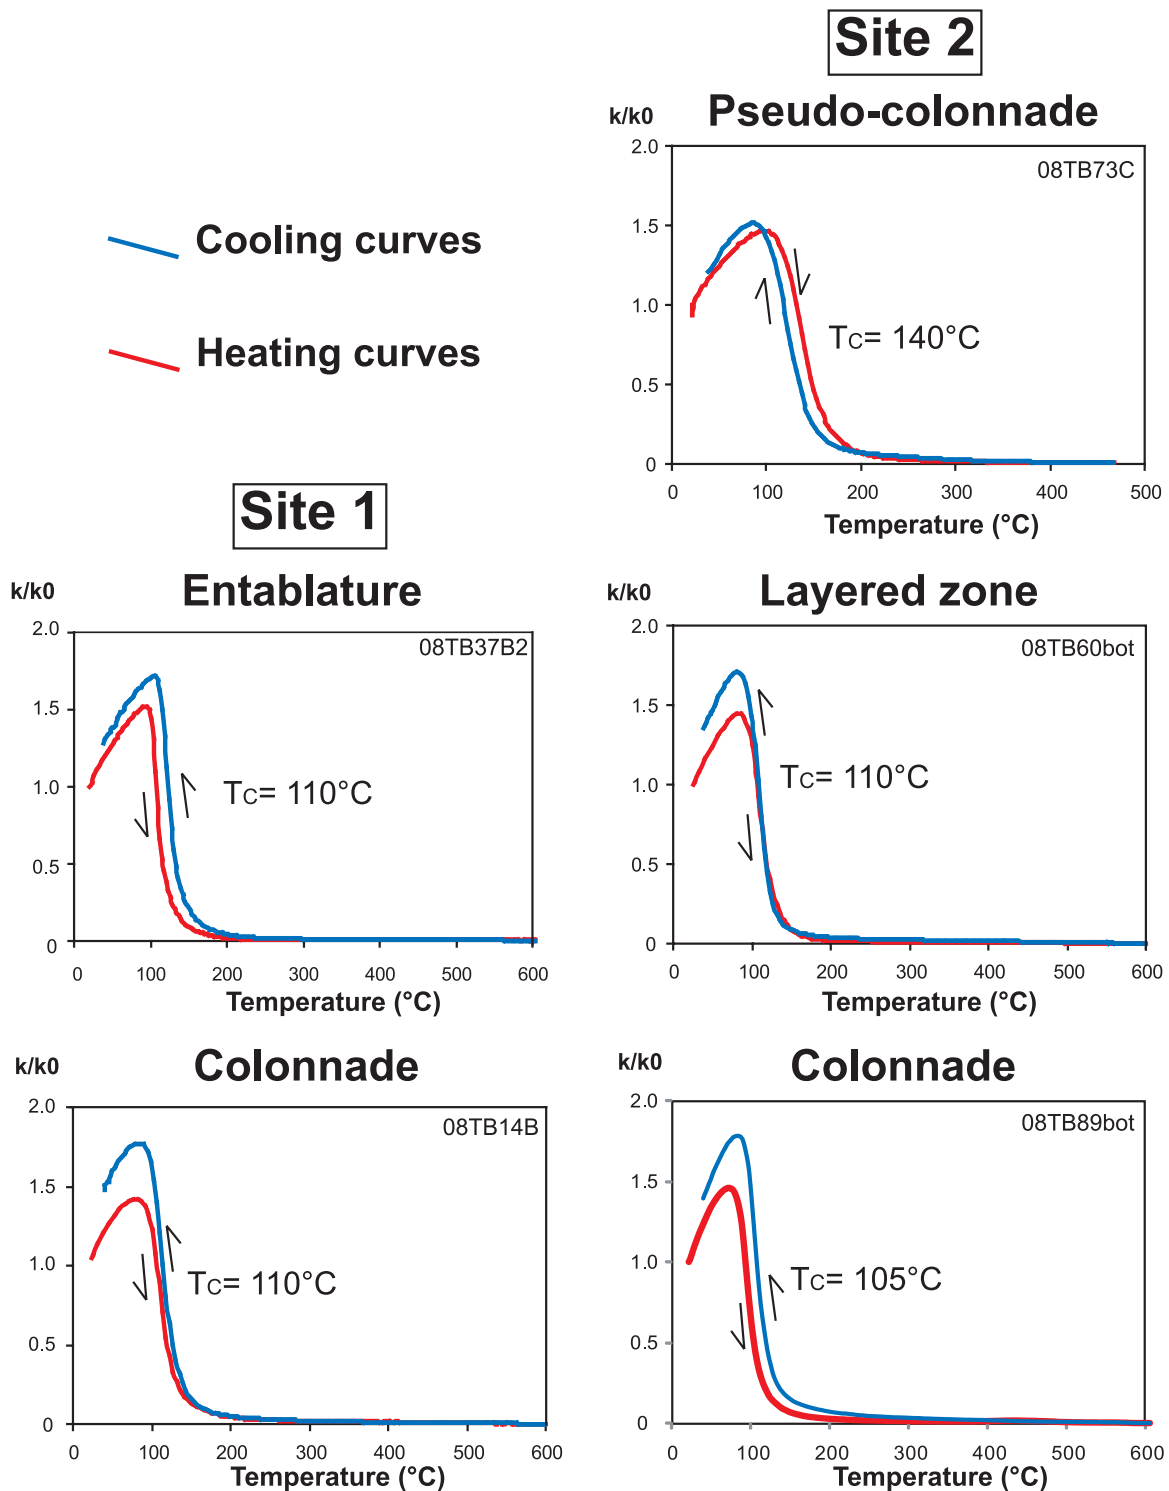 Site 2
Pseudo-colonnade
k/k0
2.0
08TB73C
1.5
1.0
TC= 140°C
0.5
0
0 100 200 300 400 500
Temperature (°C)
Cooling curves
Heating curves
Site 1
Entablature
k/k0
2.0
08TB37B2
1.5
1.0
TC= 110°C
0.5
0
0 100 200 300 400 500 600
Temperature (°C)
Layered zone
k/k0
2.0
08TB60bot
1.5
1.0
TC= 110°C
0.5
0
0 100 200 300 400 500 600
Temperature (°C)
Colonnade
k/k0
2.0
08TB14B
1.5
1.0
TC= 110°C
0.5
0
0 100 200 300 400 500 600
Temperature (°C)
Colonnade
k/k0
2.0
08TB89bot
1.5
1.0
TC= 105°C
0.5
0
0 100 200 300 400 500 600
Temperature (°C)